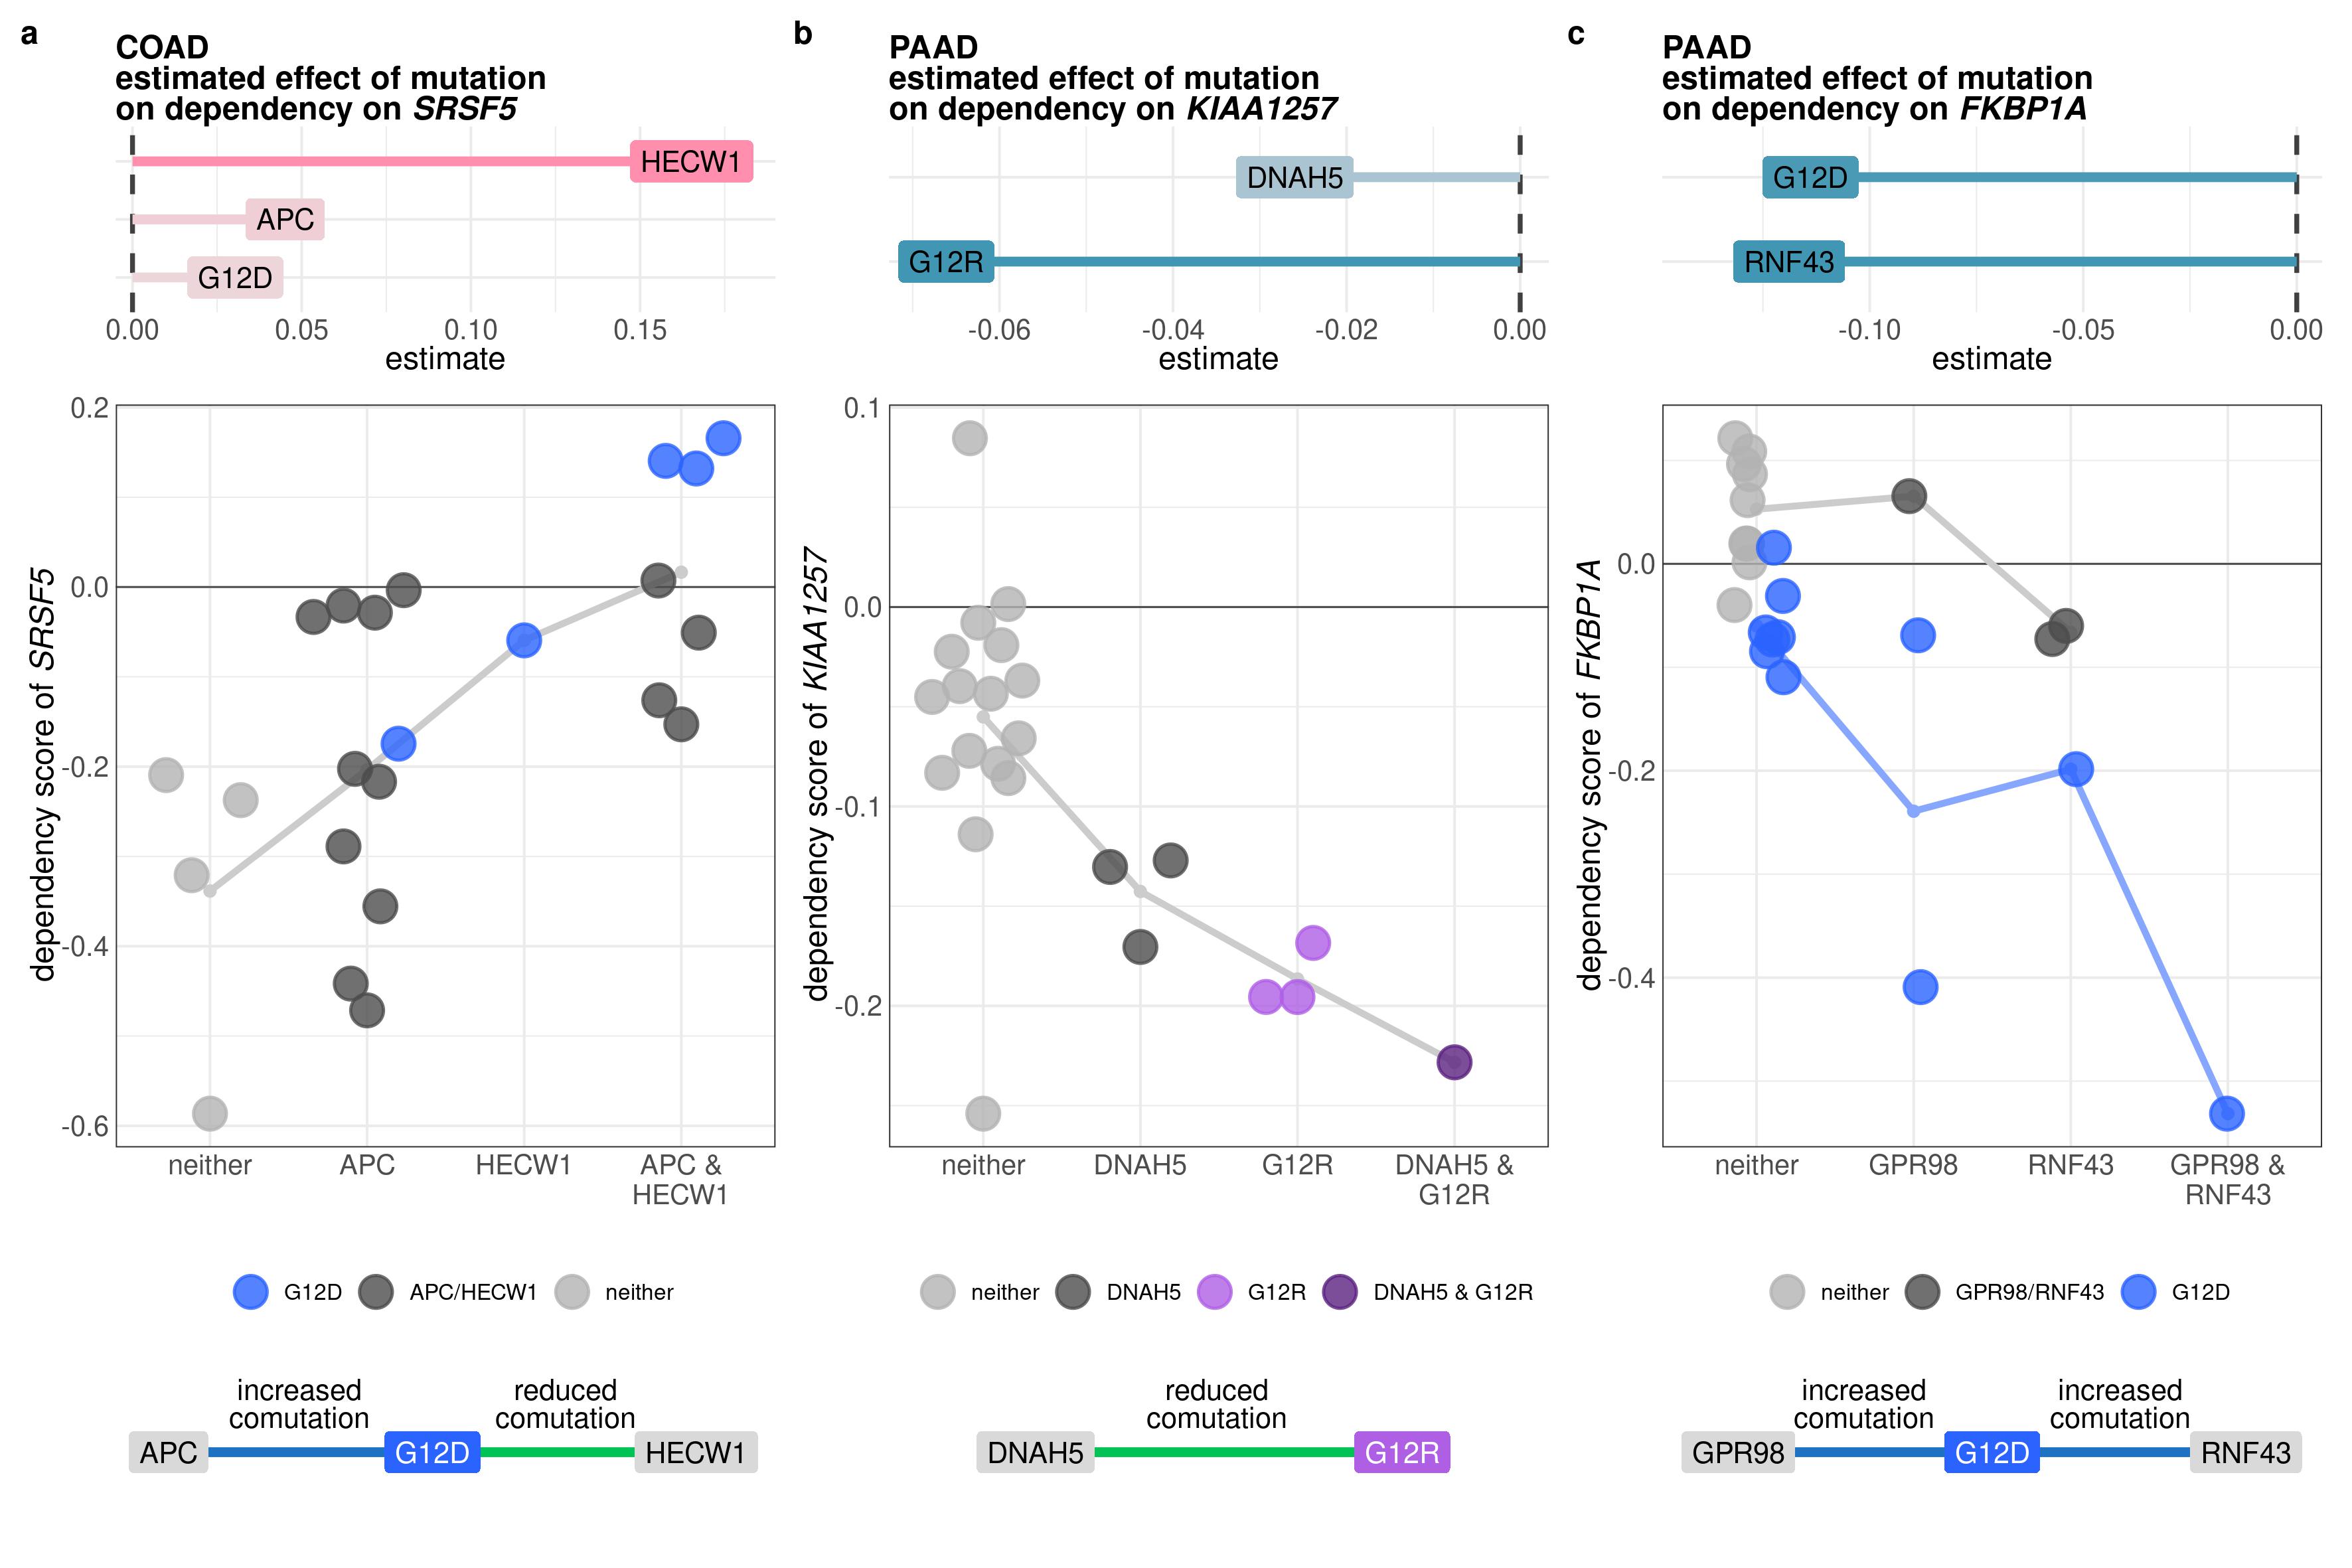 a
COAD
estimated effect of mutation
on dependency on SRSF5
HECW1
APC
G12D
0.00
0.05
0.10
0.15
estimate
0.2
0.0
-0.2
-0.4
-0.6
dependency score of SRSF5
neither
APC
HECW1
APC &
HECW1
G12D
APC/HECW1
neither
increased
comutation
reduced
comutation
APC
G12D
HECW1
b
PAAD
estimated effect of mutation
on dependency on KIAA1257
DNAH5
G12R
-0.06
-0.04
-0.02
0.00
estimate
0.1
0.0
-0.1
-0.2
dependency score of KIAA1257
neither
DNAH5
G12R
DNAH5 &
G12R
neither
DNAH5
G12R
DNAH5 & G12R
reduced
comutation
DNAH5
G12R
c
PAAD
estimated effect of mutation
on dependency on FKBP1A
G12D
RNF43
-0.10
-0.05
0.00
estimate
0.0
-0.2
-0.4
dependency score of FKBP1A
neither
GPR98
RNF43
GPR98 &
RNF43
neither
GPR98/RNF43
G12D
increased
comutation
increased
comutation
GPR98
G12D
RNF43